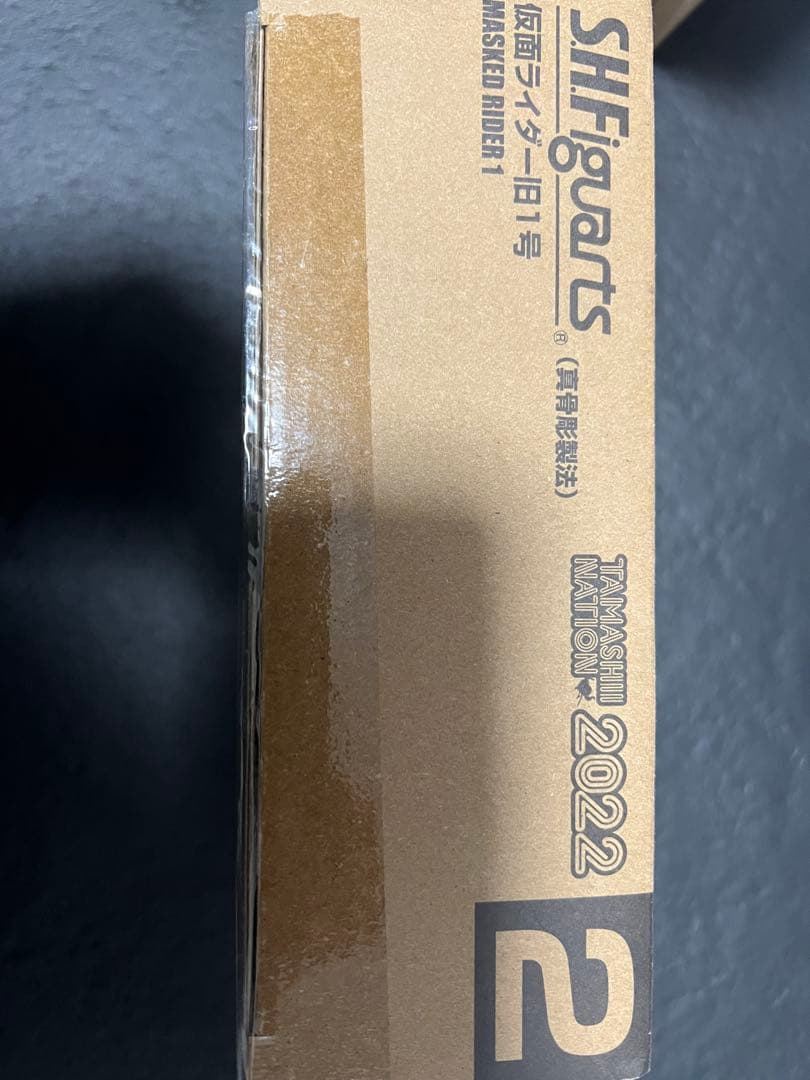 S.H.Figuarts®（真骨彫製法）
仮面ライダー旧1号
MASKED RIDER 1
TAMASHII
NATION 2022
2